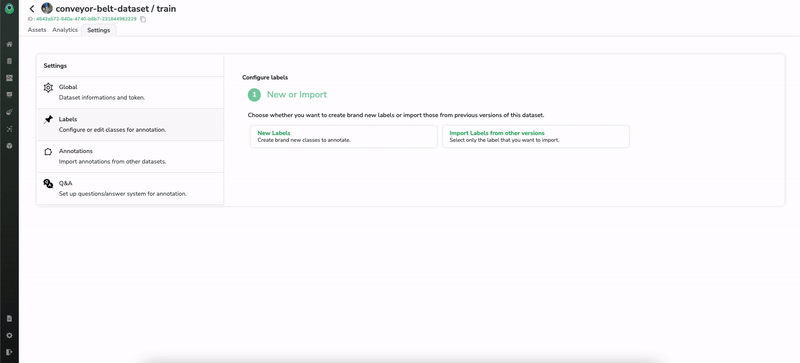 conveyor-belt-dataset / train
ID : 4642a673-640a-4740-b6b7-231844982239
Assets Analytics Settings
Settings
Global
Dataset informations and token.
Labels
Configure or edit classes for annotation.
Annotations
Import annotations from other datasets.
Q&A
Set up questions/answer system for annotation.
Configure labels
1 New or Import
Choose whether you want to create brand new labels or import those from previous versions of this dataset.
New Labels
Create brand new classes to annotate.
Import Labels from other versions
Select only the label that you want to import.